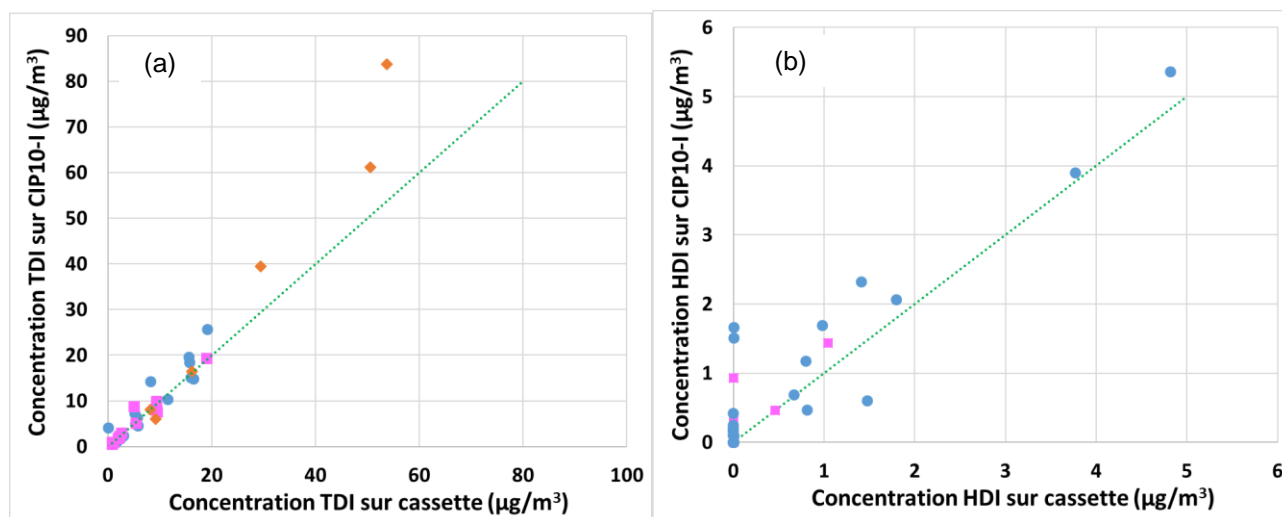 (a)
Concentration TDI sur CIP10-I (µg/m³)
90
80
70
60
50
40
30
20
10
0
0 20 40 60 80 100
Concentration TDI sur cassette (µg/m³)
(b)
Concentration HDI sur CIP10-I (µg/m³)
6
5
4
3
2
1
0
0 1 2 3 4 5 6
Concentration HDI sur cassette (µg/m³)